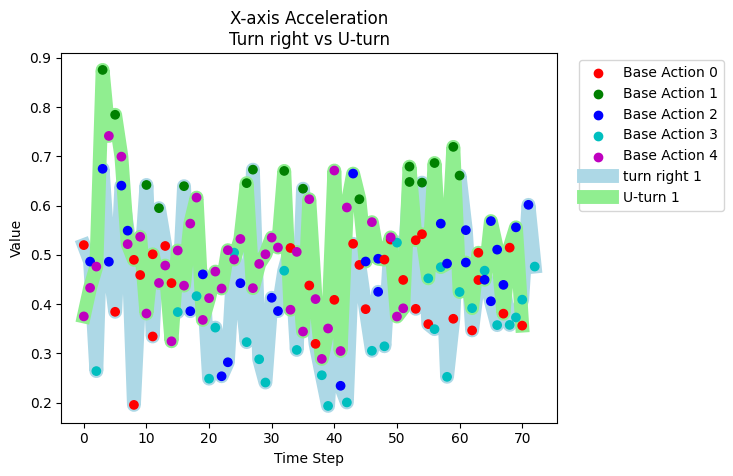 X-axis Acceleration
Turn right vs U-turn
0.9
0.8
0.7
0.6
0.5
0.4
0.3
0.2
Value
0 10 20 30 40 50 60 70
Time Step
Base Action 0
Base Action 1
Base Action 2
Base Action 3
Base Action 4
turn right 1
U-turn 1